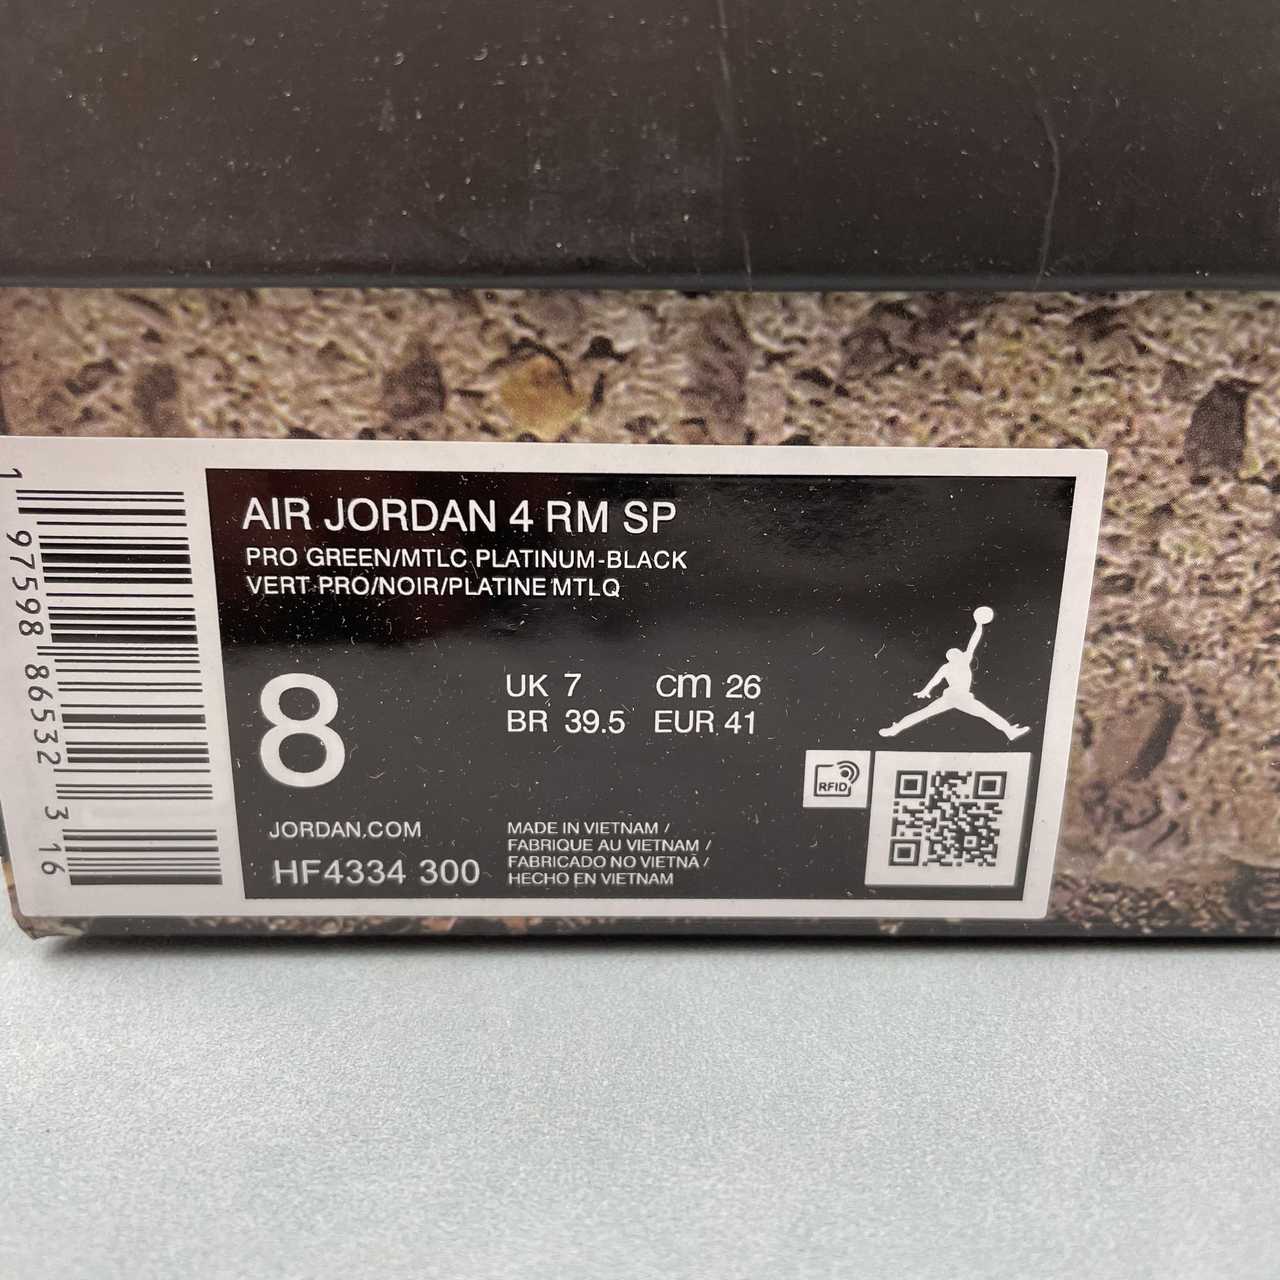 AIR JORDAN 4 RM SP
PRO GREEN/MTLC PLATINUM-BLACK
VERT PRO/NOIR/PLATINE MTLQ
8
UK 7 cm 26
BR 39.5 EUR 41
RFID
JORDAN.COM
HF4334 300
MADE IN VIETNAM /
FABRIQUE AU VIETNAM /
FABRICADO NO VIETNÃ /
HECHO EN VIETNAM
1 97598 86532 3 16